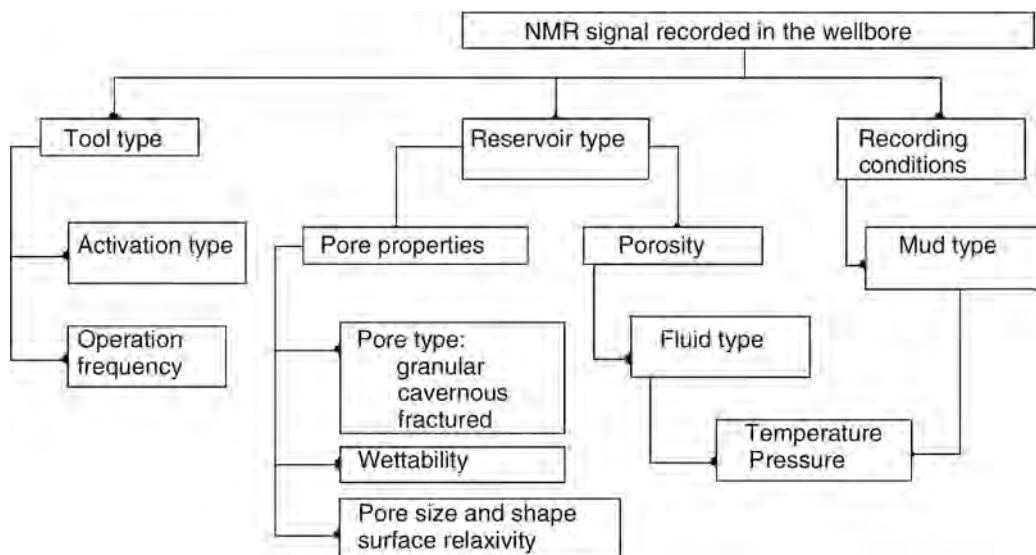 NMR signal recorded in the wellbore
Tool type
Reservoir type
Recording
conditions
Activation type
Pore properties
Porosity
Mud type
Operation
frequency
Pore type:
granular
cavernous
fractured
Fluid type
Temperature
Pressure
Wettability
Pore size and shape
surface relaxivity